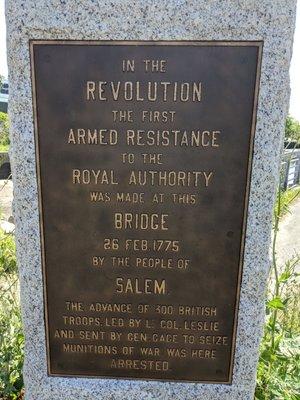 IN THE
REVOLUTION
THE FIRST
ARMED RESISTANCE
TO THE
ROYAL AUTHORITY
WAS MADE AT THIS
BRIDGE
26 FEB. 1775
BY THE PEOPLE OF
SALEM.
THE ADVANCE OF 300 BRITISH
TROOPS, LED BY LT. COL. LESLIE
AND SENT BY GEN. GAGE TO SEIZE
MUNITIONS OF WAR, WAS HERE
ARRESTED.